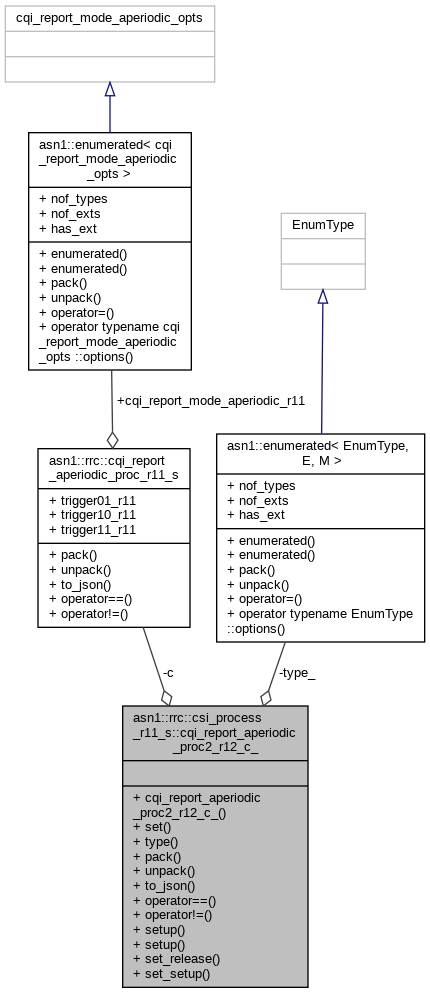 cqi_report_mode_aperiodic_opts
asn1::enumerated< cqi
_report_mode_aperiodic
_opts >
+ nof_types
+ nof_exts
+ has_ext
+ enumerated()
+ enumerated()
+ pack()
+ unpack()
+ operator=()
+ operator typename cqi
_report_mode_aperiodic
_opts ::options()
EnumType
+cqi_report_mode_aperiodic_r11
asn1::rrc::cqi_report
_aperiodic_proc_r11_s
+ trigger01_r11
+ trigger10_r11
+ trigger11_r11
+ pack()
+ unpack()
+ to_json()
+ operator==()
+ operator!=()
asn1::enumerated< EnumType,
E, M >
+ nof_types
+ nof_exts
+ has_ext
+ enumerated()
+ enumerated()
+ pack()
+ unpack()
+ operator=()
+ operator typename EnumType
::options()
-c
-type_
asn1::rrc::csi_process
_r11_s::cqi_report_aperiodic
_proc2_r12_c_
+ cqi_report_aperiodic
_proc2_r12_c_()
+ set()
+ type()
+ pack()
+ unpack()
+ to_json()
+ operator==()
+ operator!=()
+ setup()
+ setup()
+ set_release()
+ set_setup()